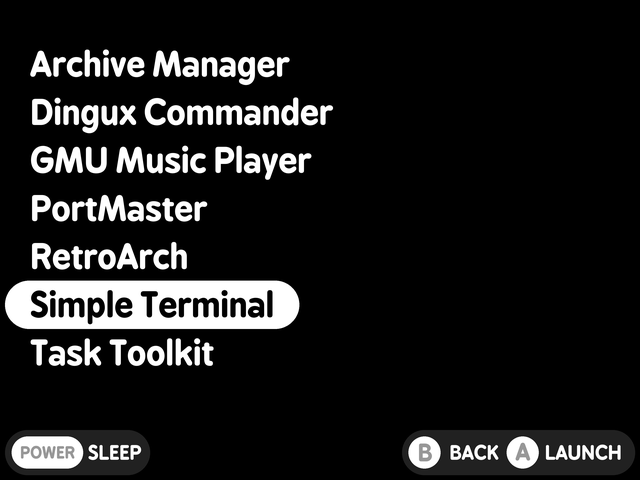 Archive Manager
Dingux Commander
GMU Music Player
PortMaster
RetroArch
Simple Terminal
Task Toolkit
POWER SLEEP B BACK A LAUNCH